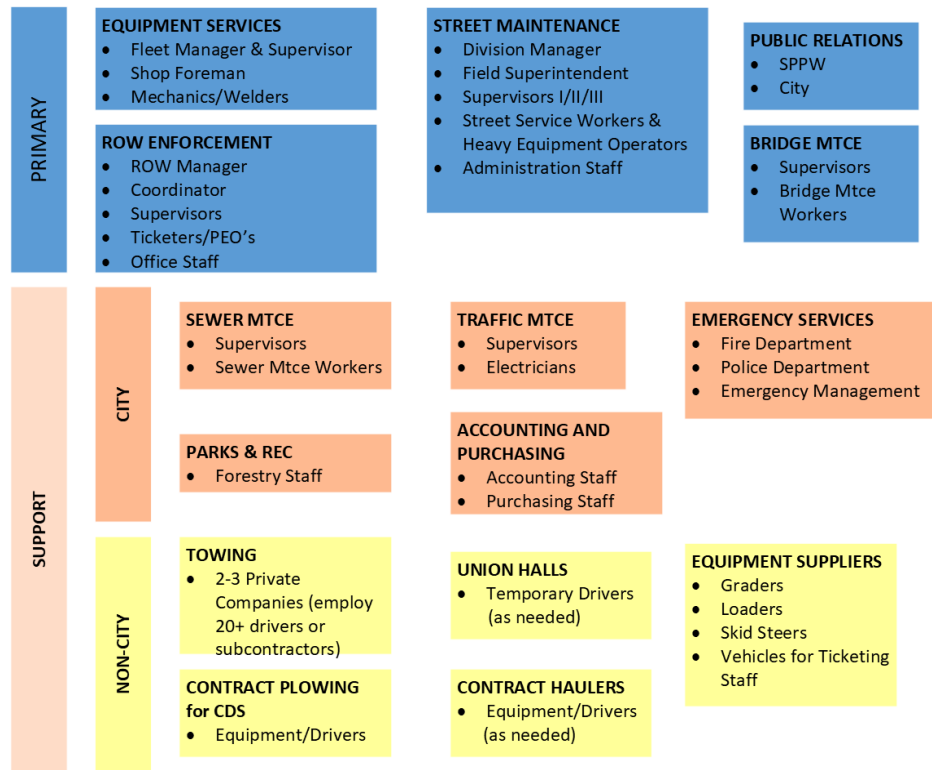 PRIMARY
EQUIPMENT SERVICES
• Fleet Manager & Supervisor
• Shop Foreman
• Mechanics/Welders
ROW ENFORCEMENT
• ROW Manager
• Coordinator
• Supervisors
• Ticketers/PEO’s
• Office Staff
STREET MAINTENANCE
• Division Manager
• Field Superintendent
• Supervisors I/II/III
• Street Service Workers &
Heavy Equipment Operators
• Administration Staff
PUBLIC RELATIONS
• SPPW
• City
BRIDGE MTCE
• Supervisors
• Bridge Mtce
Workers
SUPPORT
CITY
SEWER MTCE
• Supervisors
• Sewer Mtce Workers
TRAFFIC MTCE
• Supervisors
• Electricians
EMERGENCY SERVICES
• Fire Department
• Police Department
• Emergency Management
PARKS & REC
• Forestry Staff
ACCOUNTING AND
PURCHASING
• Accounting Staff
• Purchasing Staff
NON-CITY
TOWING
• 2-3 Private
Companies (employ
20+ drivers or
subcontractors)
UNION HALLS
• Temporary Drivers
(as needed)
EQUIPMENT SUPPLIERS
• Graders
• Loaders
• Skid Steers
• Vehicles for Ticketing
Staff
CONTRACT PLOWING
for CDS
• Equipment/Drivers
CONTRACT HAULERS
• Equipment/Drivers
(as needed)